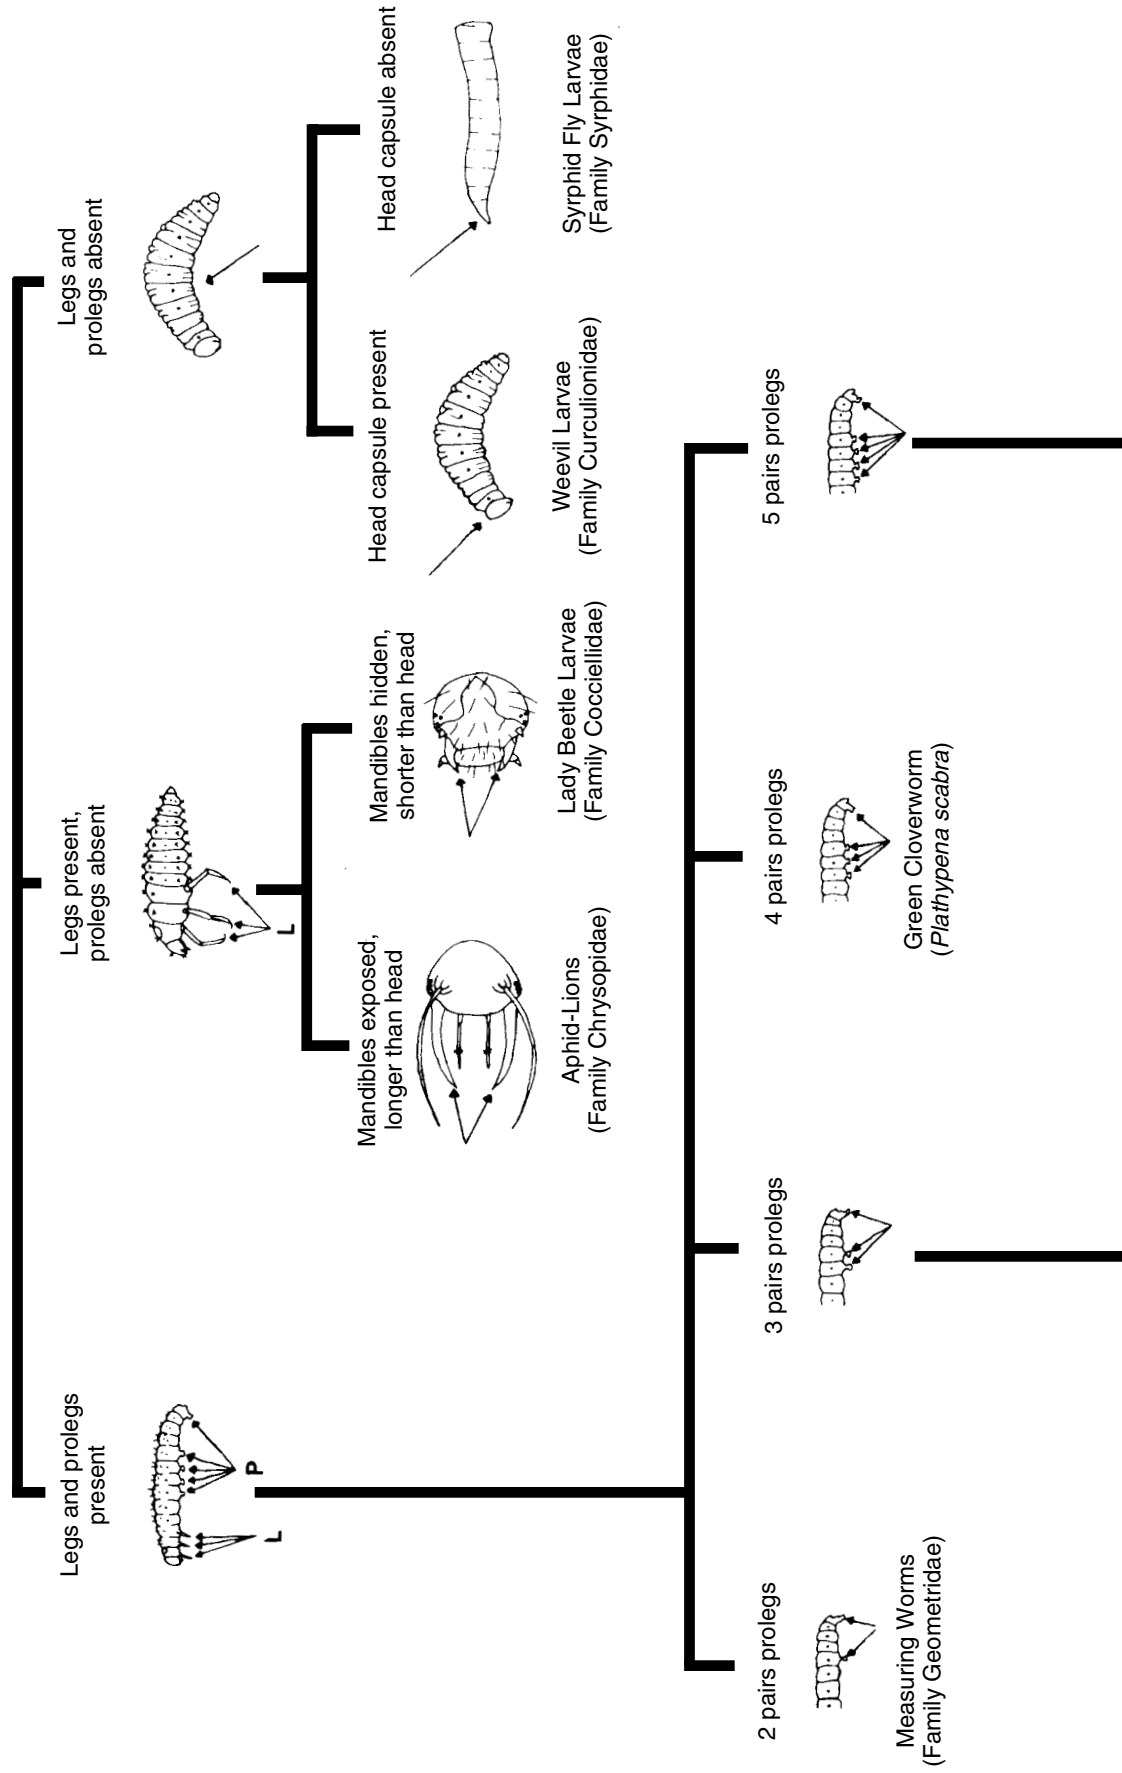 Legs and prolegs
present
L
P
Legs present,
prolegs absent
L
Legs and
prolegs absent
Mandibles exposed,
longer than head
Aphid-Lions
(Family Chrysopidae)
Mandibles hidden,
shorter than head
Lady Beetle Larvae
(Family Cocciellidae)
Head capsule present
Weevil Larvae
(Family Curculionidae)
Head capsule absent
Syrphid Fly Larvae
(Family Syrphidae)
2 pairs prolegs
Measuring Worms
(Family Geometridae)
3 pairs prolegs
4 pairs prolegs
Green Cloverworm
(Plathypena scabra)
5 pairs prolegs